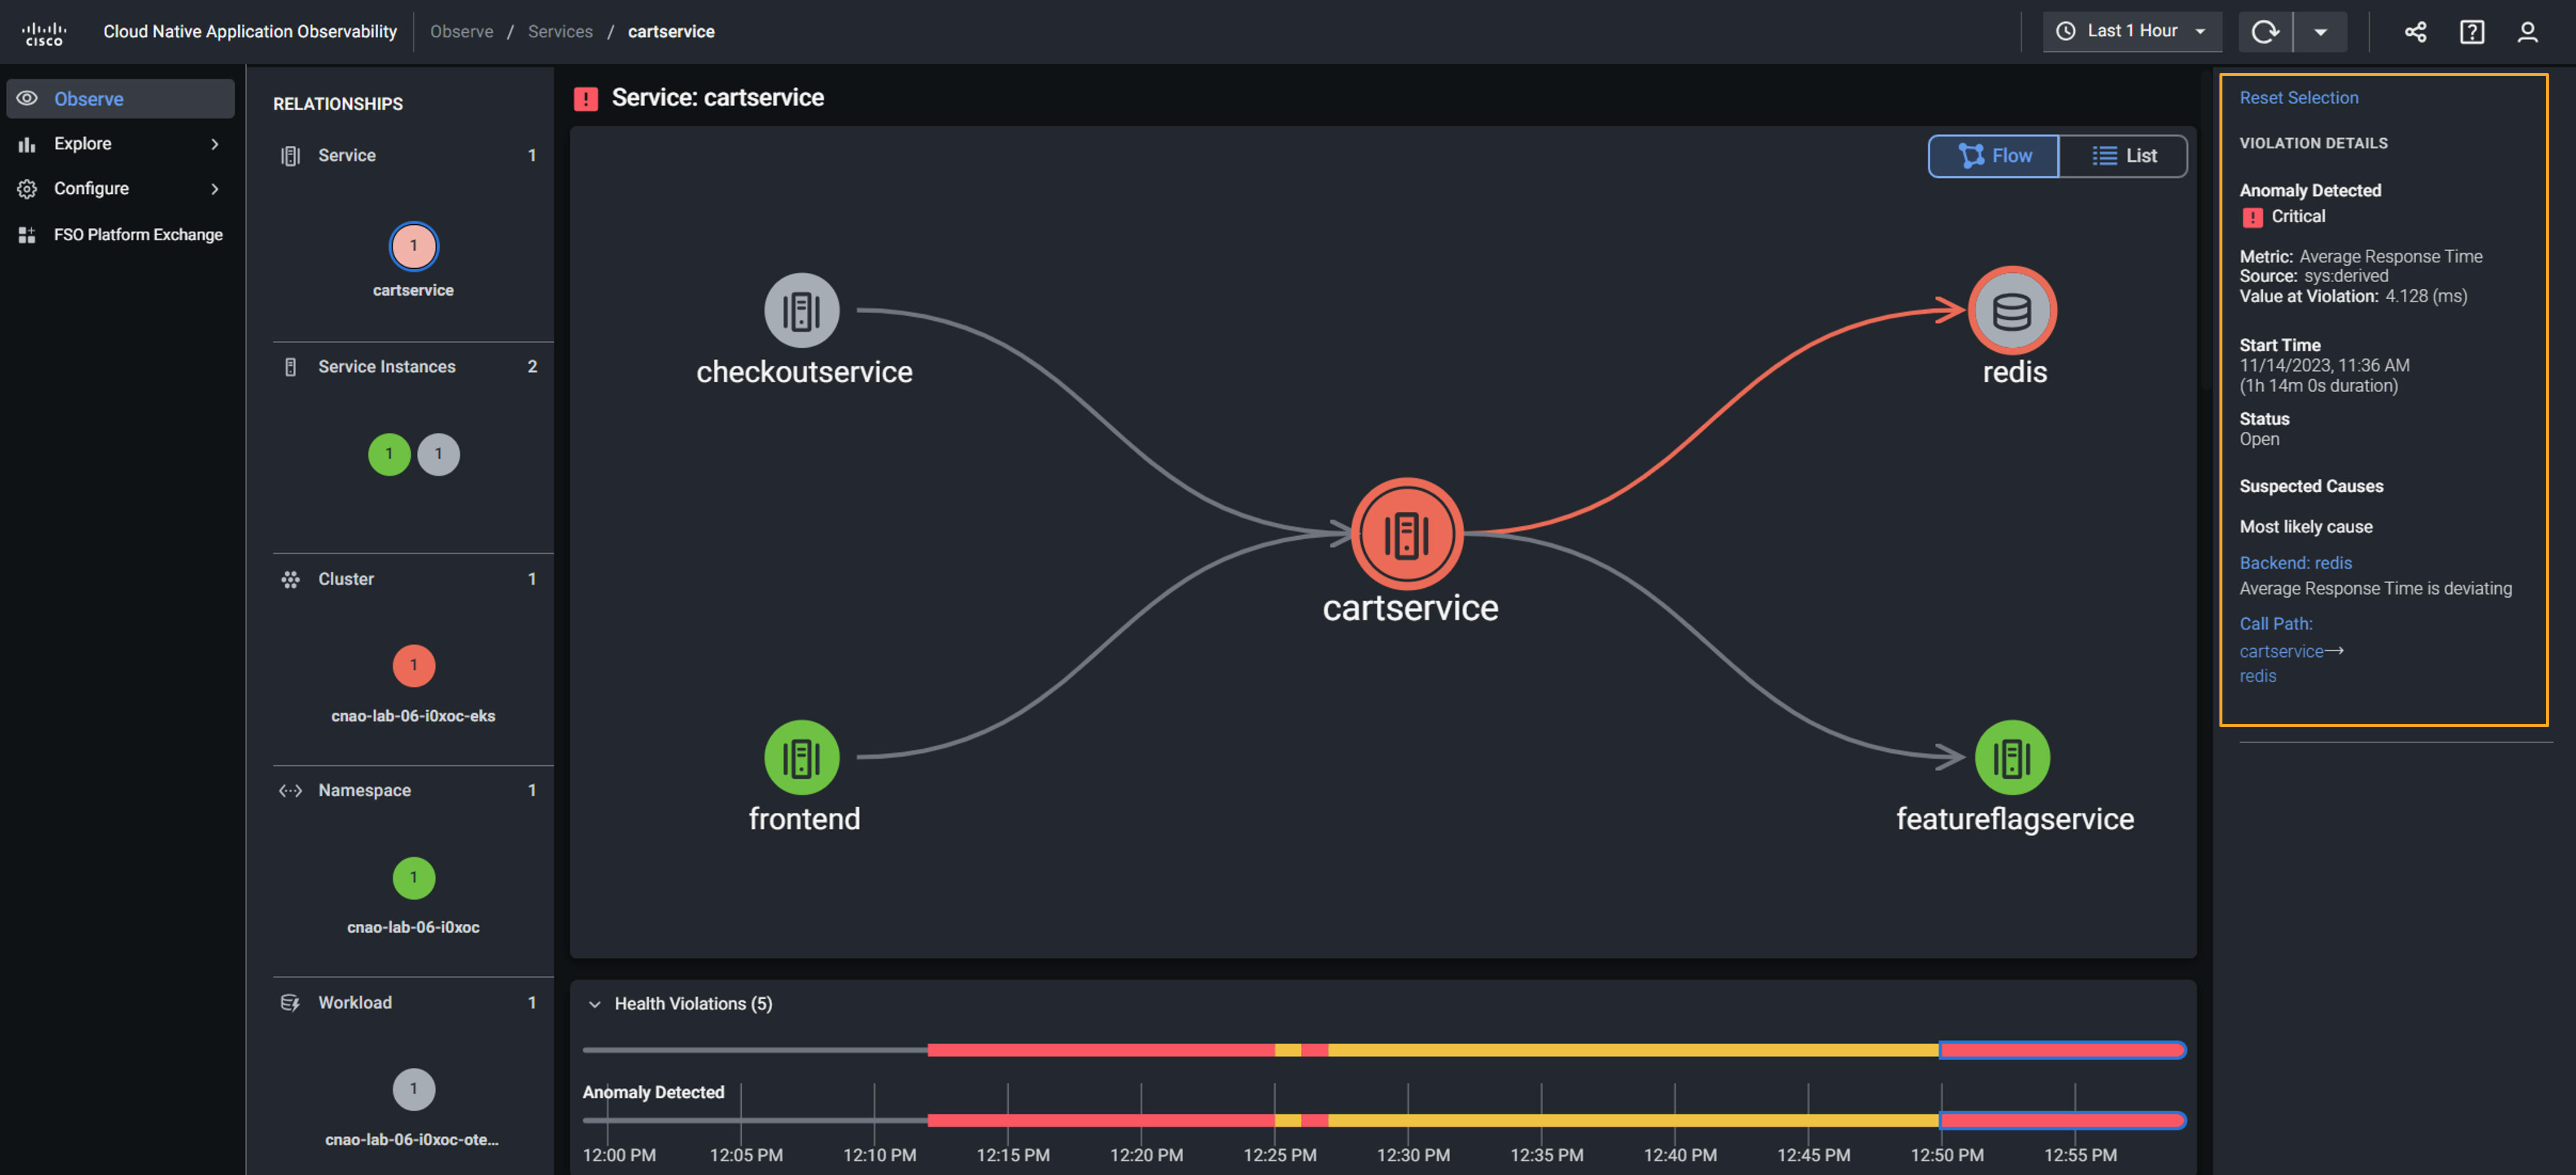 cisco
Cloud Native Application Observability
Observe / Services / cartservice
Last 1 Hour
Observe
Explore
Configure
FSO Platform Exchange
RELATIONSHIPS
Service 1
1
cartservice
Service Instances 2
1 1
Cluster 1
1
cnao-lab-06-i0xoc-eks
Namespace 1
1
cnao-lab-06-i0xoc
Workload 1
1
cnao-lab-06-i0xoc-ote...
! Service: cartservice
Flow List
checkoutservice
redis
cartservice
frontend
featureflagservice
Health Violations (5)
Anomaly Detected
12:00 PM 12:05 PM 12:10 PM 12:15 PM 12:20 PM 12:25 PM 12:30 PM 12:35 PM 12:40 PM 12:45 PM 12:50 PM 12:55 PM
Reset Selection
VIOLATION DETAILS
Anomaly Detected
! Critical
Metric: Average Response Time
Source: sys:derived
Value at Violation: 4.128 (ms)
Start Time
11/14/2023, 11:36 AM
(1h 14m 0s duration)
Status
Open
Suspected Causes
Most likely cause
Backend: redis
Average Response Time is deviating
Call Path:
cartservice→
redis